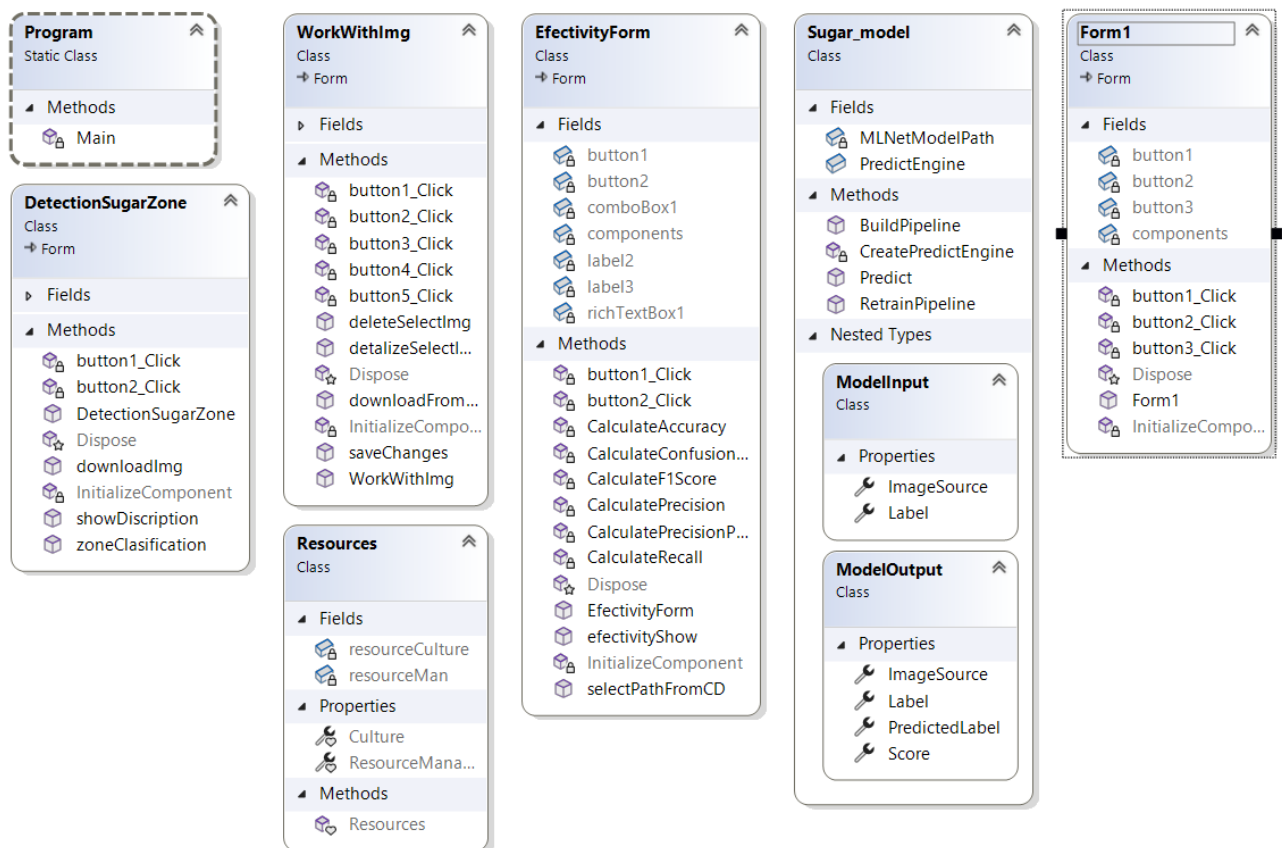 Program
Static Class
Methods
Main
DetectionSugarZone
Class
Form
Fields
Methods
button1_Click
button2_Click
DetectionSugarZone
Dispose
downloadImg
InitializeComponent
showDiscription
zoneClasification
WorkWithImg
Class
Form
Fields
Methods
button1_Click
button2_Click
button3_Click
button4_Click
button5_Click
deleteSelectImg
detalizeSelectI...
Dispose
downloadFrom...
InitializeCompo...
saveChanges
WorkWithImg
Resources
Class
Fields
resourceCulture
resourceMan
Properties
Culture
ResourceMana...
Methods
Resources
EfectivityForm
Class
Form
Fields
button1
button2
comboBox1
components
label2
label3
richTextBox1
Methods
button1_Click
button2_Click
CalculateAccuracy
CalculateConfusion...
CalculateF1Score
CalculatePrecision
CalculatePrecisionP...
CalculateRecall
Dispose
EfectivityForm
efectivityShow
InitializeComponent
selectPathFromCD
Sugar_model
Class
Fields
MLNetModelPath
PredictEngine
Methods
BuildPipeline
CreatePredictEngine
Predict
RetrainPipeline
Nested Types
ModelInput
Class
Properties
ImageSource
Label
ModelOutput
Class
Properties
ImageSource
Label
PredictedLabel
Score
Form1
Class
Form
Fields
button1
button2
button3
components
Methods
button1_Click
button2_Click
button3_Click
Dispose
Form1
InitializeCompo...